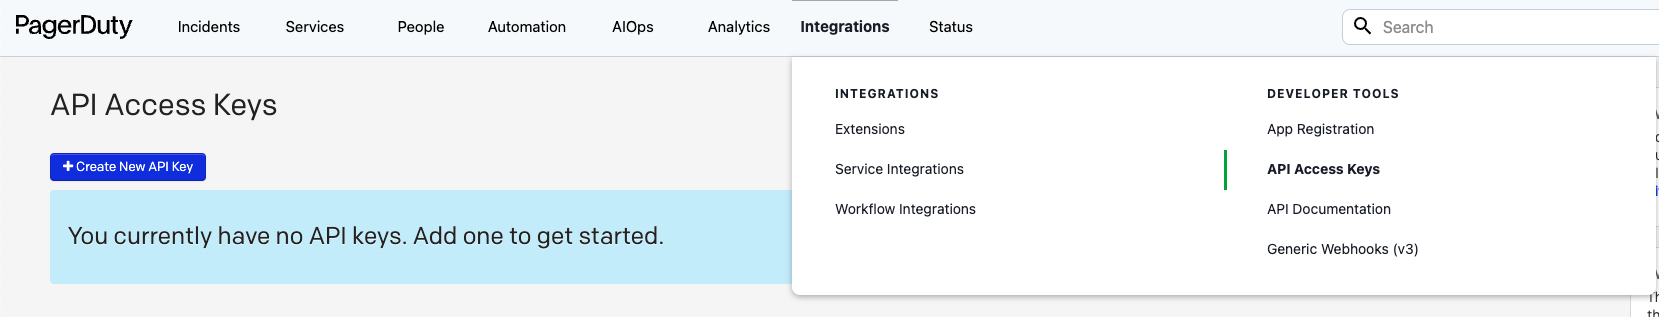 PagerDuty Incidents Services People Automation AIOps Analytics Integrations Status Search
API Access Keys
+ Create New API Key
You currently have no API keys. Add one to get started.
INTEGRATIONS
Extensions
Service Integrations
Workflow Integrations
DEVELOPER TOOLS
App Registration
API Access Keys
API Documentation
Generic Webhooks (v3)